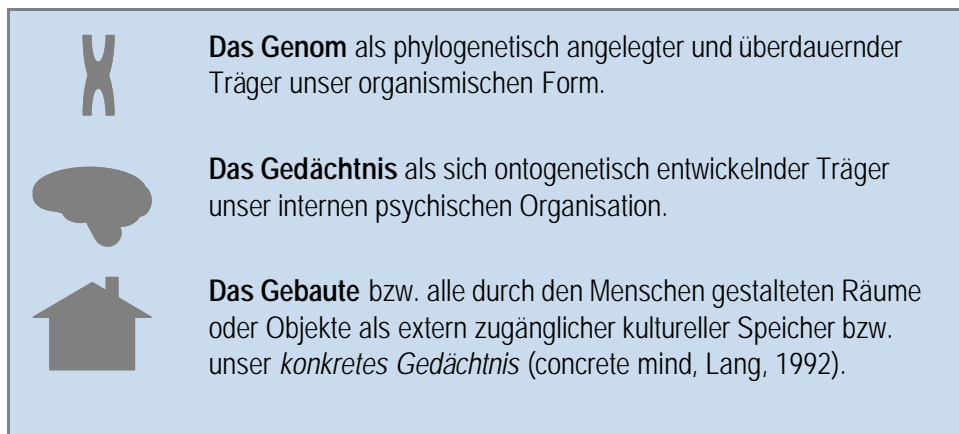 Das Genom als phylogenetisch angelegter und überdauernder
Träger unser organismischen Form.
Das Gedächtnis als sich ontogenetisch entwickelnder Träger
unser internen psychischen Organisation.
Das Gebaute bzw. alle durch den Menschen gestalteten Räume
oder Objekte als extern zugänglicher kultureller Speicher bzw.
unser konkretes Gedächtnis (concrete mind, Lang, 1992).